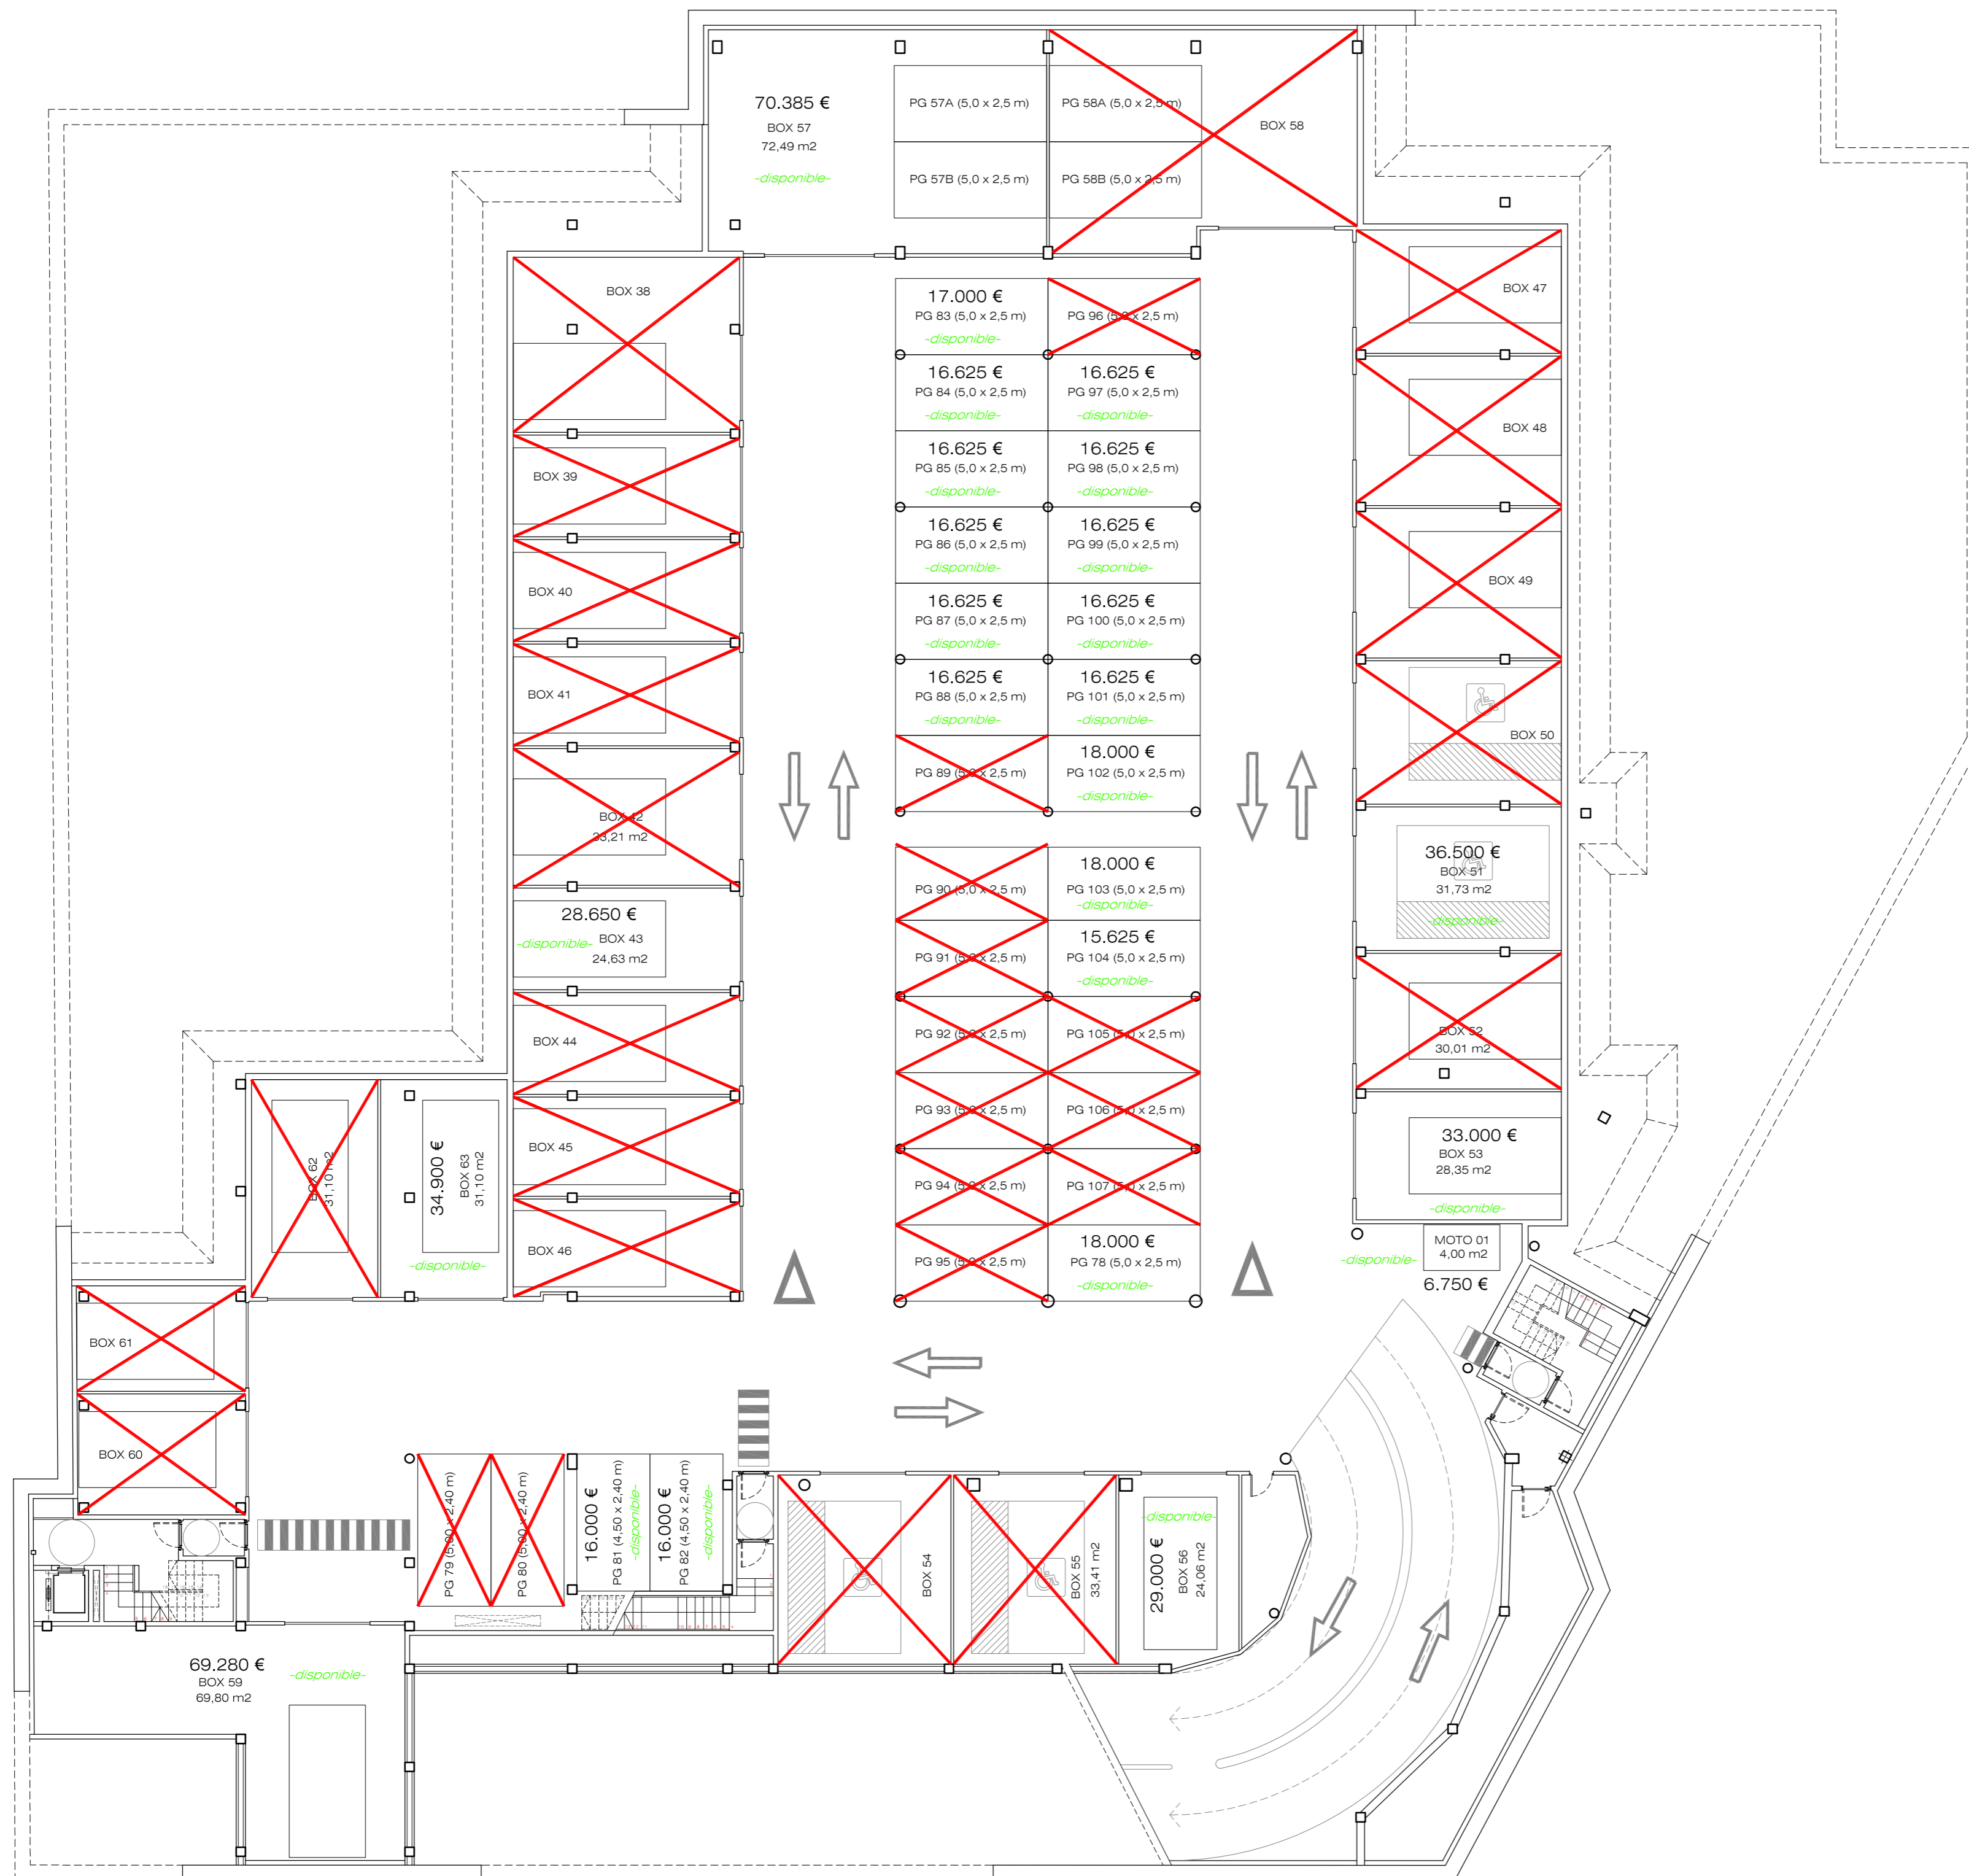 70.385 €
BOX 57
72,49 m2
-disponible-
PG 57A (5,0 x 2,5 m)
PG 58A (5,0 x 2,5 m)
PG 57B (5,0 x 2,5 m)
PG 58B (5,0 x 2,5 m)
BOX 58
BOX 38
BOX 39
BOX 40
BOX 41
BOX 42
33,21 m2
28.650 €
-disponible- BOX 43
24,63 m2
BOX 44
BOX 45
BOX 46
17.000 €
PG 83 (5,0 x 2,5 m)
-disponible-
PG 96 (5,0 x 2,5 m)
16.625 €
PG 84 (5,0 x 2,5 m)
-disponible-
16.625 €
PG 97 (5,0 x 2,5 m)
-disponible-
16.625 €
PG 85 (5,0 x 2,5 m)
-disponible-
16.625 €
PG 98 (5,0 x 2,5 m)
-disponible-
16.625 €
PG 86 (5,0 x 2,5 m)
-disponible-
16.625 €
PG 99 (5,0 x 2,5 m)
-disponible-
16.625 €
PG 87 (5,0 x 2,5 m)
-disponible-
16.625 €
PG 100 (5,0 x 2,5 m)
-disponible-
16.625 €
PG 88 (5,0 x 2,5 m)
-disponible-
16.625 €
PG 101 (5,0 x 2,5 m)
-disponible-
PG 89 (5,0 x 2,5 m)
18.000 €
PG 102 (5,0 x 2,5 m)
-disponible-
PG 90 (5,0 x 2,5 m)
18.000 €
PG 103 (5,0 x 2,5 m)
-disponible-
PG 91 (5,0 x 2,5 m)
15.625 €
PG 104 (5,0 x 2,5 m)
-disponible-
PG 92 (5,0 x 2,5 m)
PG 105 (5,0 x 2,5 m)
PG 93 (5,0 x 2,5 m)
PG 106 (5,0 x 2,5 m)
PG 94 (5,0 x 2,5 m)
PG 107 (5,0 x 2,5 m)
PG 95 (5,0 x 2,5 m)
18.000 €
PG 78 (5,0 x 2,5 m)
-disponible-
BOX 47
BOX 48
BOX 49
BOX 50
36.500 €
BOX 51
31,73 m2
-disponible-
BOX 52
30,01 m2
33.000 €
BOX 53
28,35 m2
-disponible-
MOTO 01
4,00 m2
-disponible-
6.750 €
BOX 62
31,10 m2
34.900 €
BOX 63
31,10 m2
-disponible-
BOX 61
BOX 60
PG 79 (5,00 x 2,40 m)
PG 80 (5,00 x 2,40 m)
16.000 €
PG 81 (4,50 x 2,40 m)
-disponible-
16.000 €
PG 82 (4,50 x 2,40 m)
-disponible-
BOX 54
BOX 55
33,41 m2
-disponible-
29.000 €
BOX 56
24,06 m2
69.280 €
BOX 59
69,80 m2
-disponible-